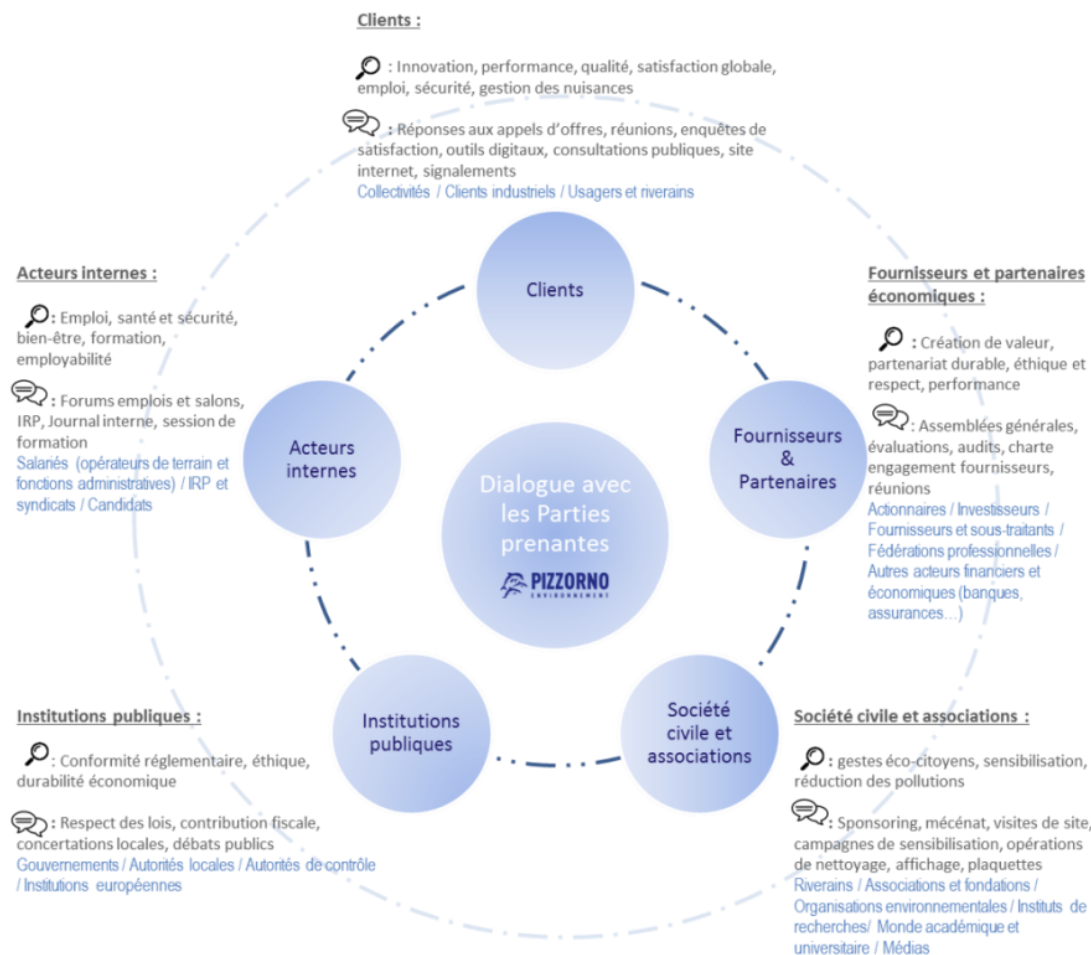 Clients :
: Innovation, performance, qualité, satisfaction globale,
emploi, sécurité, gestion des nuisances
: Réponses aux appels d'offres, réunions, enquêtes de
satisfaction, outils digitaux, consultations publiques, site
internet, signalements
Collectivités / Clients industriels / Usagers et riverains
Acteurs internes :
: Emploi, santé et sécurité,
bien-être, formation,
employabilité
: Forums emplois et salons,
IRP, Journal interne, session de
formation
Salariés (opérateurs de terrain et
fonctions administratives) / IRP et
syndicats / Candidats
Fournisseurs et partenaires
économiques :
: Création de valeur,
partenariat durable, éthique et
respect, performance
: Assemblées générales,
évaluations, audits, charte
engagement fournisseurs,
réunions
Actionnaires / Investisseurs /
Fournisseurs et sous-traitants /
Fédérations professionnelles /
Autres acteurs financiers et
économiques (banques,
assurances…)
Clients
Acteurs
internes
Fournisseurs
&
Partenaires
Dialogue avec
les Parties
prenantes
PIZZORNO
ENVIRONNEMENT
Institutions
publiques
Société
civile et
associations
Institutions publiques :
: Conformité réglementaire, éthique,
durabilité économique
: Respect des lois, contribution fiscale,
concertations locales, débats publics
Gouvernements / Autorités locales / Autorités de contrôle
/ Institutions européennes
Société civile et associations :
: gestes éco-citoyens, sensibilisation,
réduction des pollutions
: Sponsoring, mécénat, visites de site,
campagnes de sensibilisation, opérations
de nettoyage, affichage, plaquettes
Riverains / Associations et fondations /
Organisations environnementales / Instituts de
recherches/ Monde académique et
universitaire / Médias